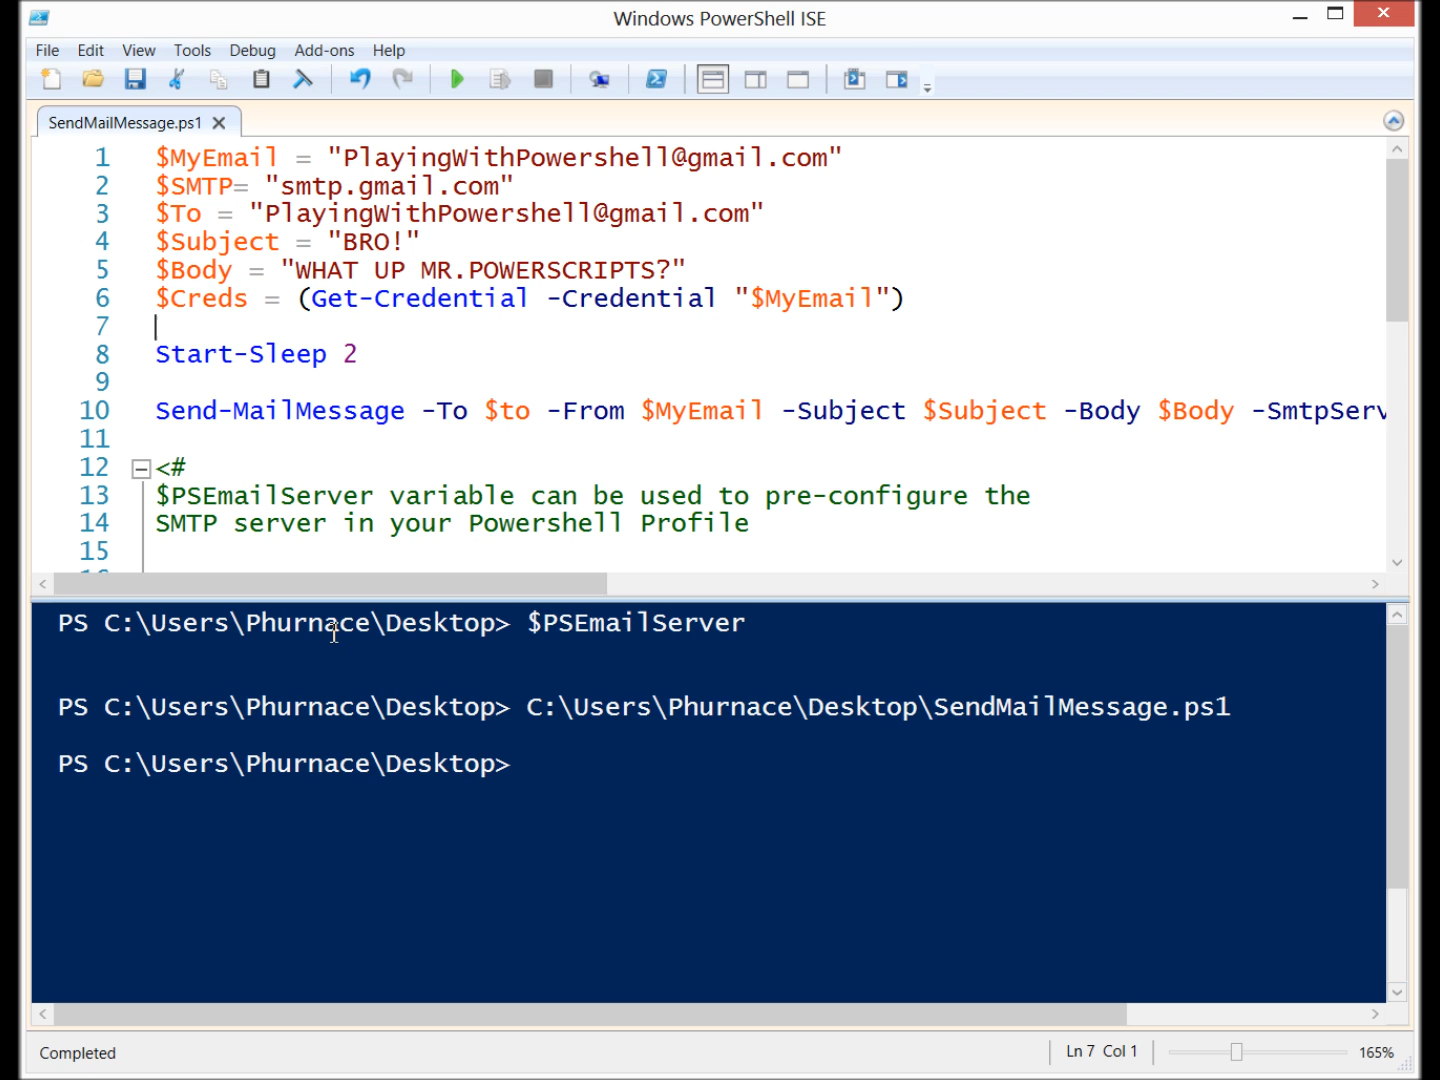 Windows PowerShell ISE
File Edit View Tools Debug Add-ons Help
SendMailMessage.ps1
1 $MyEmail = "PlayingWithPowershell@gmail.com"
2 $SMTP= "smtp.gmail.com"
3 $To = "PlayingWithPowershell@gmail.com"
4 $Subject = "BRO!"
5 $Body = "WHAT UP MR.POWERSCRIPTS?"
6 $Creds = (Get-Credential -Credential "$MyEmail")
7
8 Start-Sleep 2
9
10 Send-MailMessage -To $to -From $MyEmail -Subject $Subject -Body $Body -SmtpServ
11
12 <#
13 $PSEmailServer variable can be used to pre-configure the
14 SMTP server in your Powershell Profile
15
PS C:\Users\Phurnace\Desktop> $PSEmailServer
PS C:\Users\Phurnace\Desktop> C:\Users\Phurnace\Desktop\SendMailMessage.ps1
PS C:\Users\Phurnace\Desktop>
Completed Ln 7 Col 1 165%